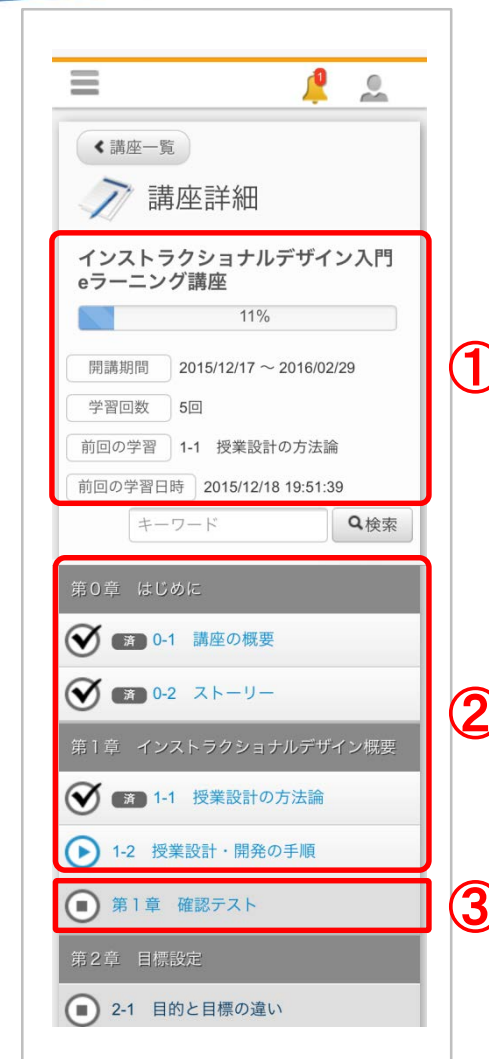 1
講座一覧
講座詳細
インストラクショナルデザイン入門
eラーニング講座
11%
開講期間 2015/12/17 ～ 2016/02/29
学習回数 5回
前回の学習 1-1 授業設計の方法論
前回の学習日時 2015/12/18 19:51:39
①
キーワード 検索
第0章 はじめに
済 0-1 講座の概要
済 0-2 ストーリー
②
第1章 インストラクショナルデザイン概要
済 1-1 授業設計の方法論
1-2 授業設計・開発の手順
第1章 確認テスト
③
第2章 目標設定
2-1 目的と目標の違い